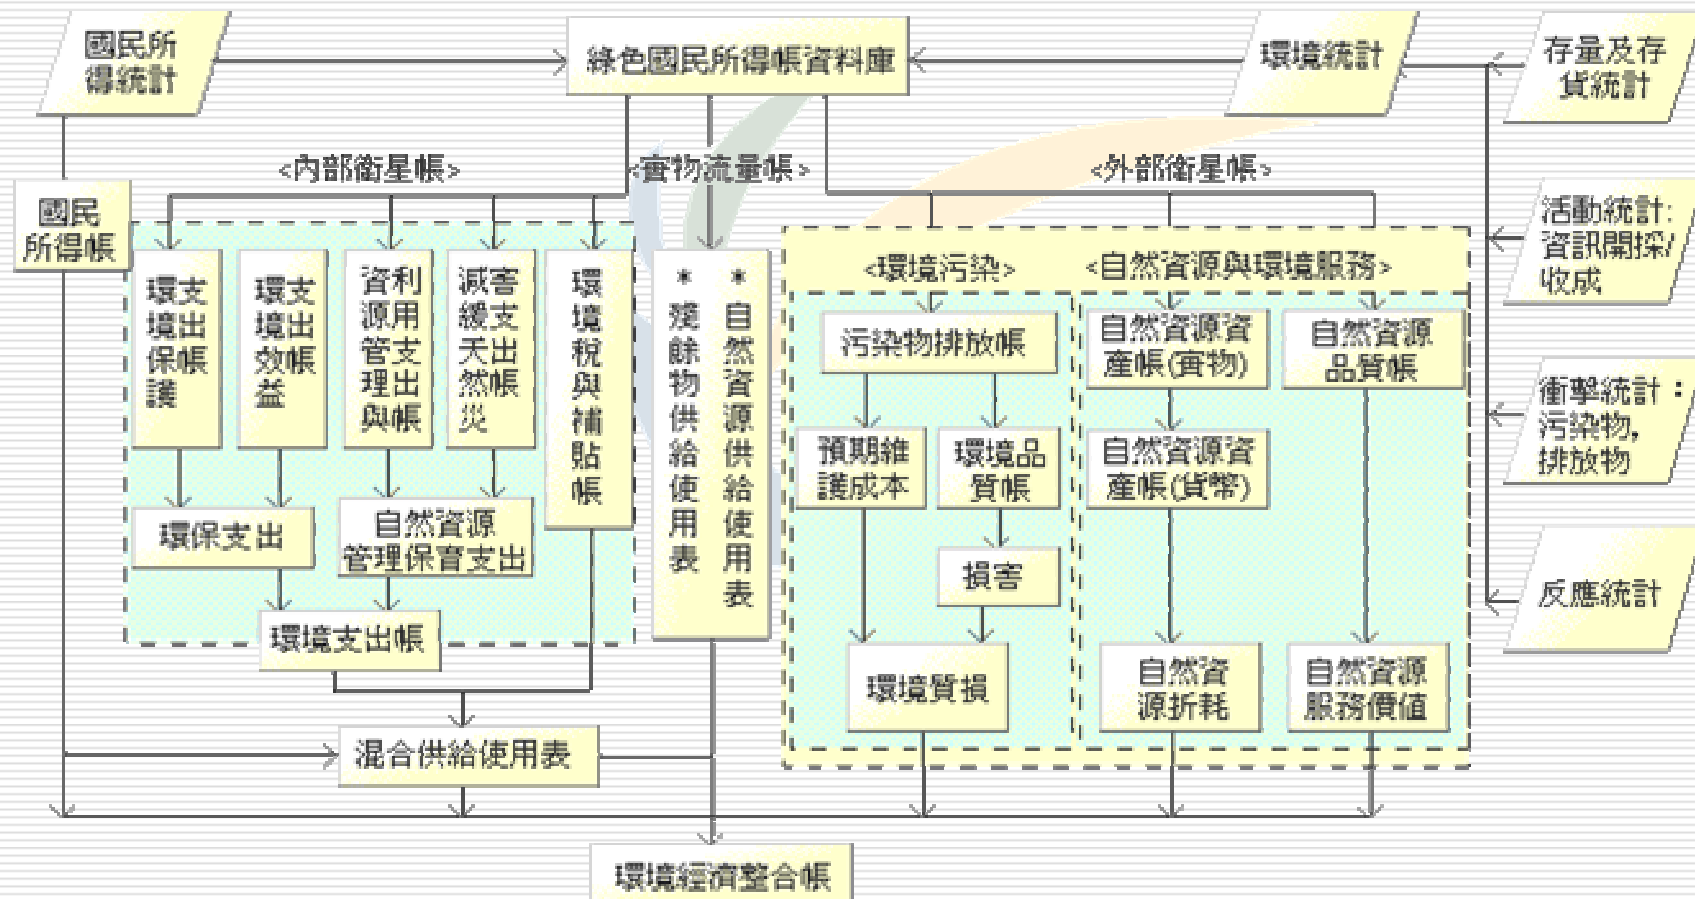 國民所
得統計
綠色國民所得帳資料庫
環境統計
存量及存
貨統計
<內部衛星帳>
<實物流量帳>
<外部衛星帳>
國民
所得帳
活動統計:
資訊開採/
收成
<環境污染>
<自然資源與環境服務>
環境保護
支出帳
環境效益
支出帳
資源管理與
利用支出帳
減緩天然災
害支出帳
環境稅與補貼帳
*殘餘物供給使用表
*自然資源供給使用表
污染物排放帳
自然資源資
產帳(實物)
自然資源
品質帳
衝擊統計：
污染物,
排放物
預期維
護成本
環境品
質帳
自然資源資
產帳(貨幣)
環保支出
自然資源
管理保育支出
損害
反應統計
環境支出帳
環境質損
自然資
源折耗
自然資源
服務價值
混合供給使用表
環境經濟整合帳